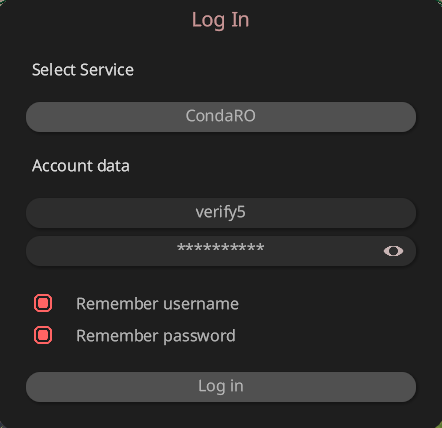 Log In
Select Service
CondaRO
Account data
verify5
**********
Remember username
Remember password
Log in